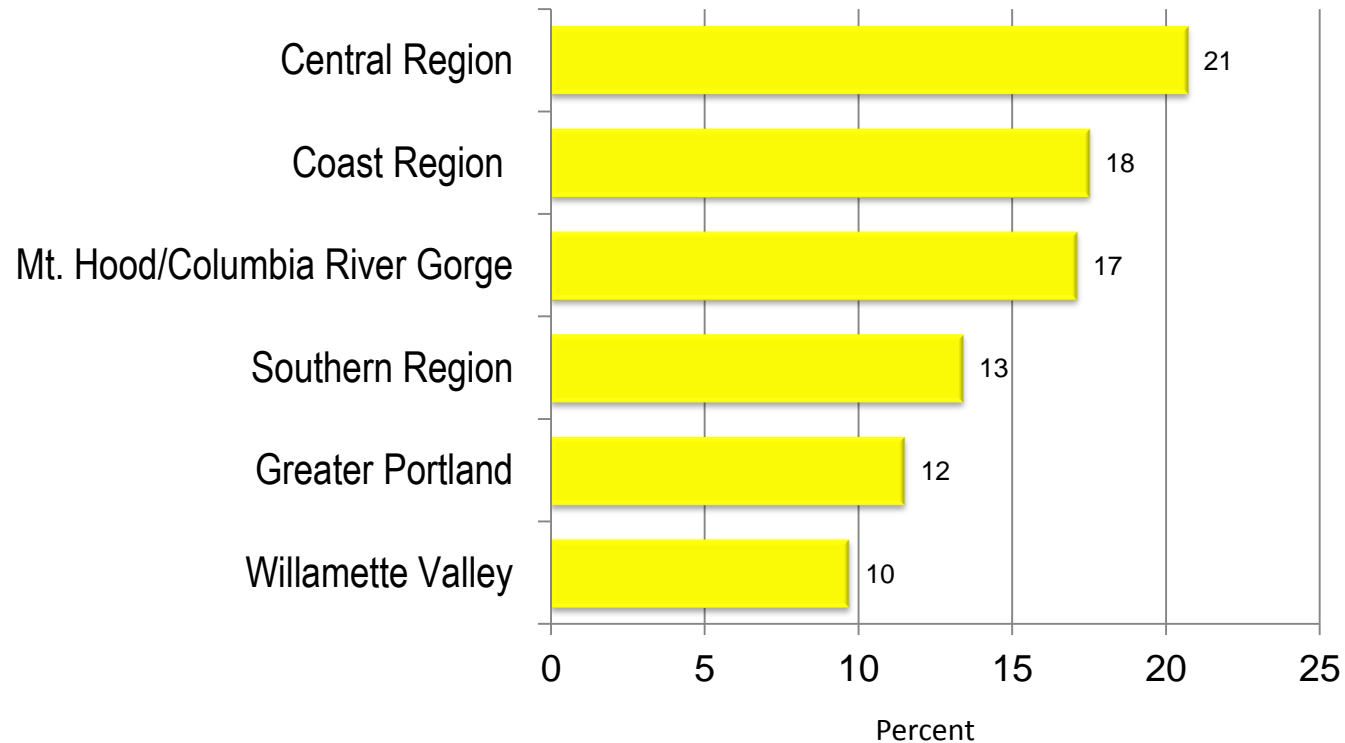 Central Region 21
Coast Region 18
Mt. Hood/Columbia River Gorge 17
Southern Region 13
Greater Portland 12
Willamette Valley 10
0 5 10 15 20 25
Percent